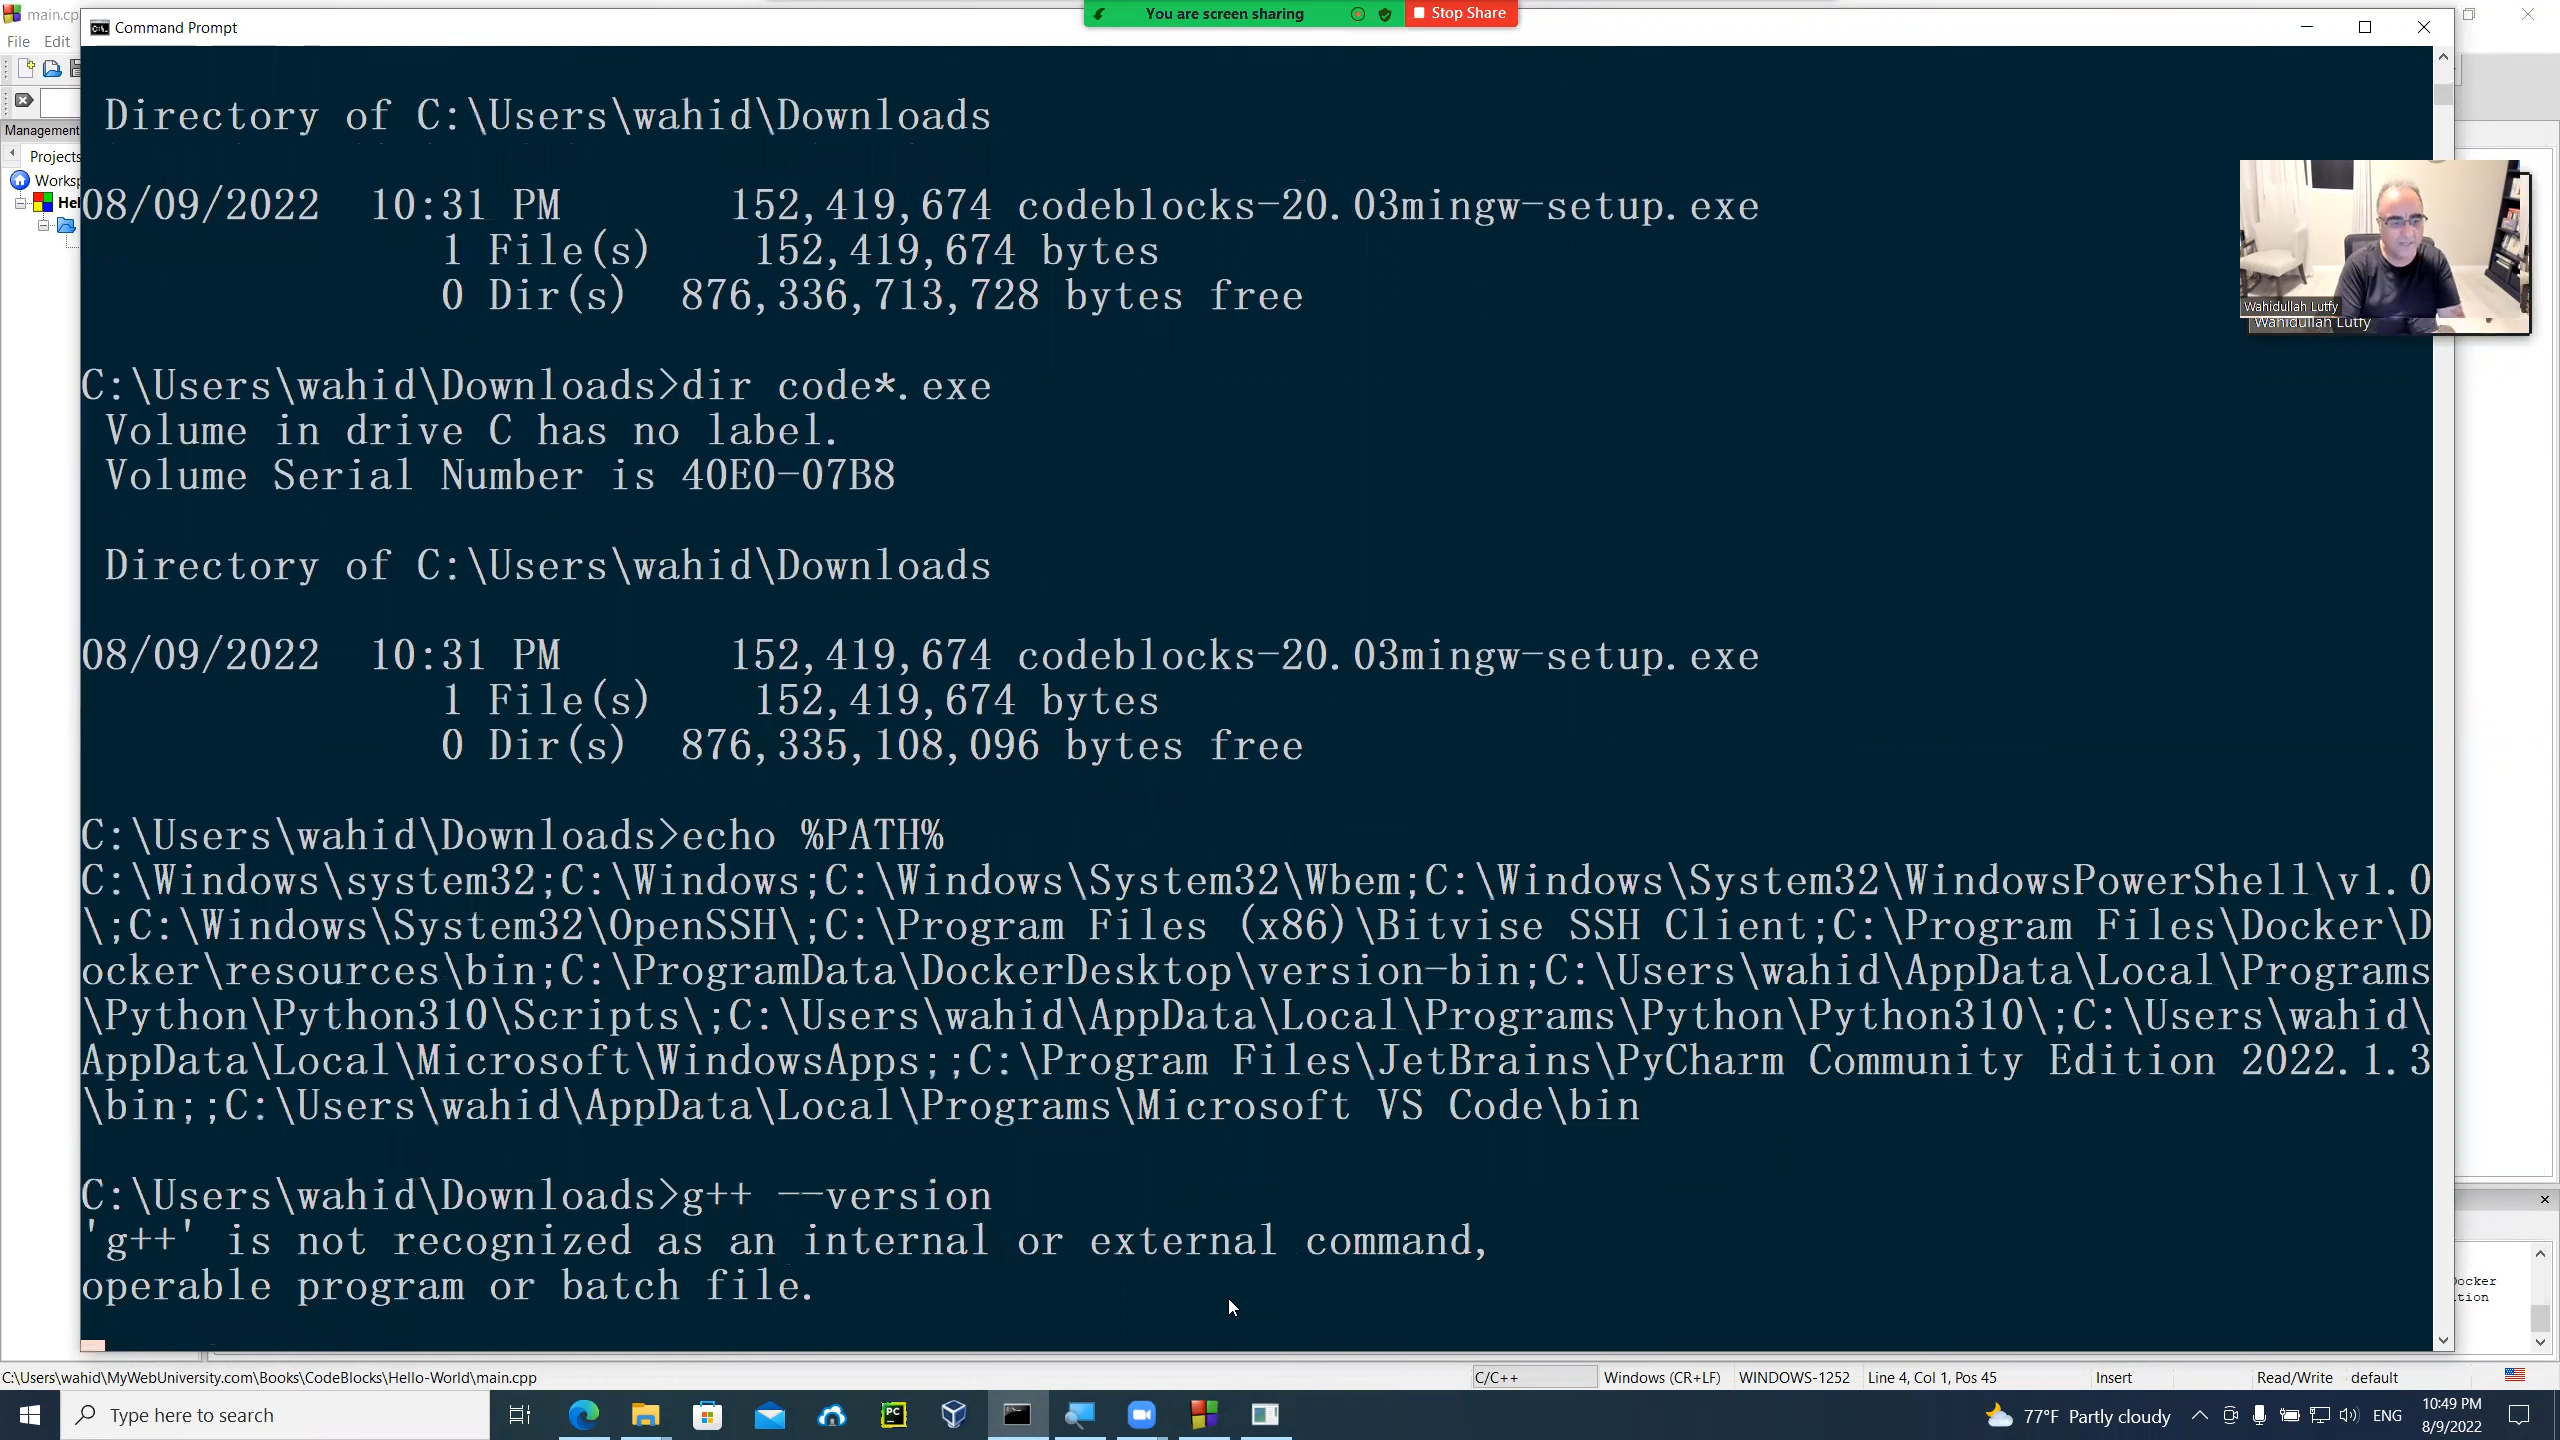 main.cp
Command Prompt
You are screen sharing
Stop Share
File Edit
Management
Projects
Worksp
Hel
Directory of C:\Users\wahid\Downloads
08/09/2022  10:31 PM       152,419,674 codeblocks-20.03mingw-setup.exe
1 File(s)    152,419,674 bytes
0 Dir(s)  876,336,713,728 bytes free
C:\Users\wahid\Downloads>dir code*.exe
Volume in drive C has no label.
Volume Serial Number is 40E0-07B8
Directory of C:\Users\wahid\Downloads
08/09/2022  10:31 PM       152,419,674 codeblocks-20.03mingw-setup.exe
1 File(s)    152,419,674 bytes
0 Dir(s)  876,335,108,096 bytes free
C:\Users\wahid\Downloads>echo %PATH%
C:\Windows\system32;C:\Windows;C:\Windows\System32\Wbem;C:\Windows\System32\WindowsPowerShell\v1.0
\;C:\Windows\System32\OpenSSH\;C:\Program Files (x86)\Bitvise SSH Client;C:\Program Files\Docker\D
ocker\resources\bin;C:\ProgramData\DockerDesktop\version-bin;C:\Users\wahid\AppData\Local\Programs
\Python\Python310\Scripts\;C:\Users\wahid\AppData\Local\Programs\Python\Python310\;C:\Users\wahid\
AppData\Local\Microsoft\WindowsApps;;C:\Program Files\JetBrains\PyCharm Community Edition 2022.1.3
\bin;;C:\Users\wahid\AppData\Local\Programs\Microsoft VS Code\bin
C:\Users\wahid\Downloads>g++ --version
'g++' is not recognized as an internal or external command,
operable program or batch file.
Wahidullah Lutfy
Wahidullah Lutfy
ocker
tion
C:\Users\wahid\MyWebUniversity.com\Books\CodeBlocks\Hello-World\main.cpp
C/C++
Windows (CR+LF)
WINDOWS-1252
Line 4, Col 1, Pos 45
Insert
Read/Write
default
Type here to search
PC
77°F Partly cloudy
ENG
10:49 PM
8/9/2022